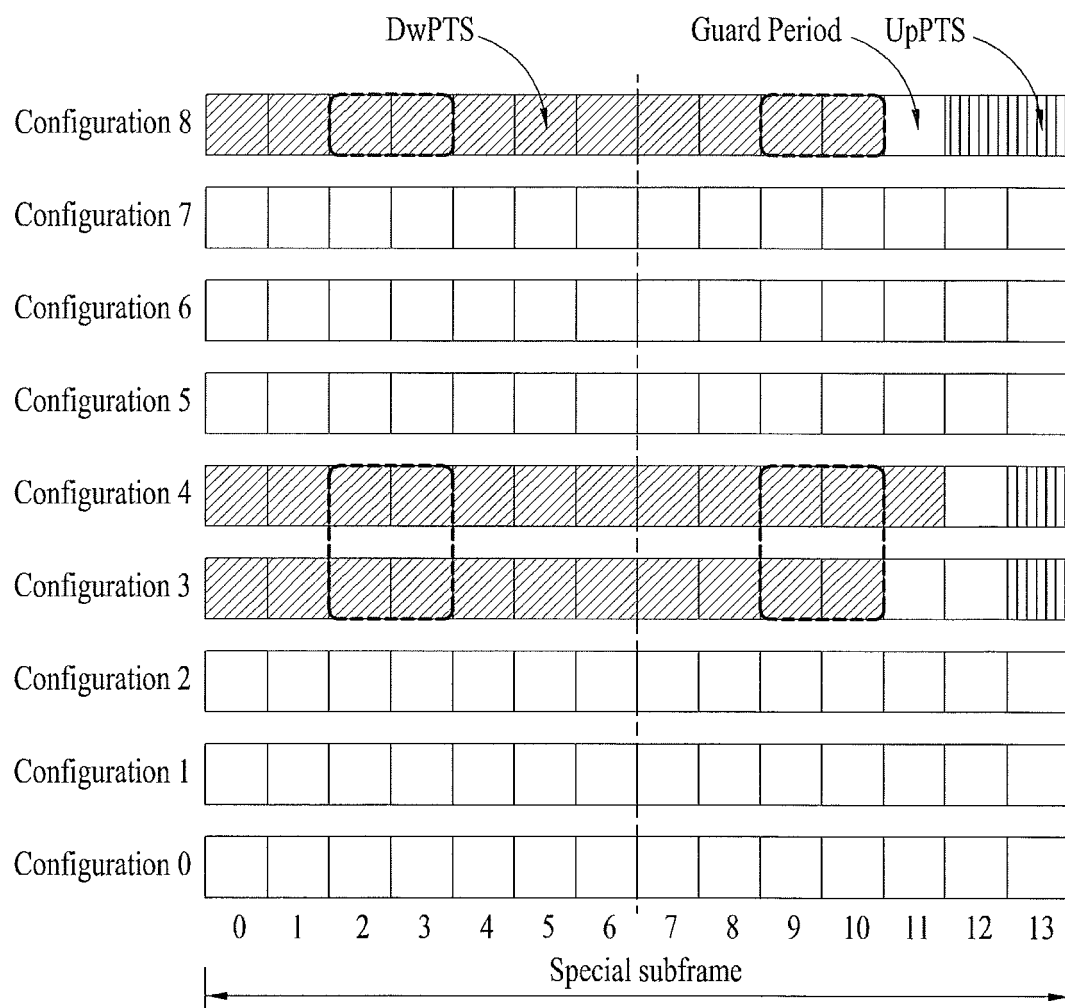 DwPTS Guard Period UpPTS
Configuration 8
Configuration 7
Configuration 6
Configuration 5
Configuration 4
Configuration 3
Configuration 2
Configuration 1
Configuration 0
0 1 2 3 4 5 6 7 8 9 10 11 12 13
Special subframe